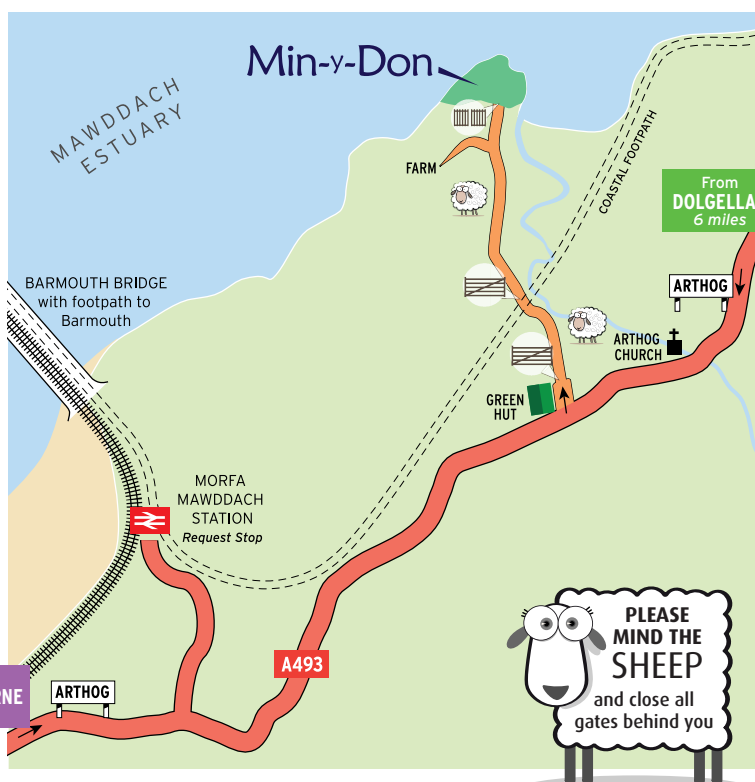 Min-y-Don
MAWDDACH
ESTUARY
FARM
COASTAL FOOTPATH
From
DOLGELLA
6 miles
BARMOUTH BRIDGE
with footpath to
Barmouth
ARTHOG
ARTHOG
CHURCH
GREEN
HUT
MORFA
MAWDDACH
STATION
Request Stop
A493
RNE
ARTHOG
PLEASE
MIND THE
SHEEP
and close all
gates behind you